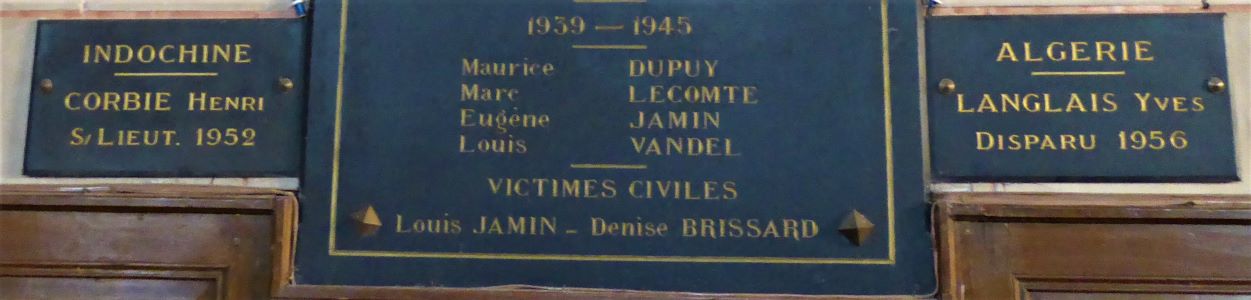 INDOCHINE
CORBIE HENRI
S/LIEUT. 1952
1939 — 1945
Maurice DUPUY
Marc LECOMTE
Eugéne JAMIN
Louis VANDEL
VICTIMES CIVILES
Louis JAMIN - Denise BRISSARD
ALGERIE
LANGLAIS YVES
DISPARU 1956